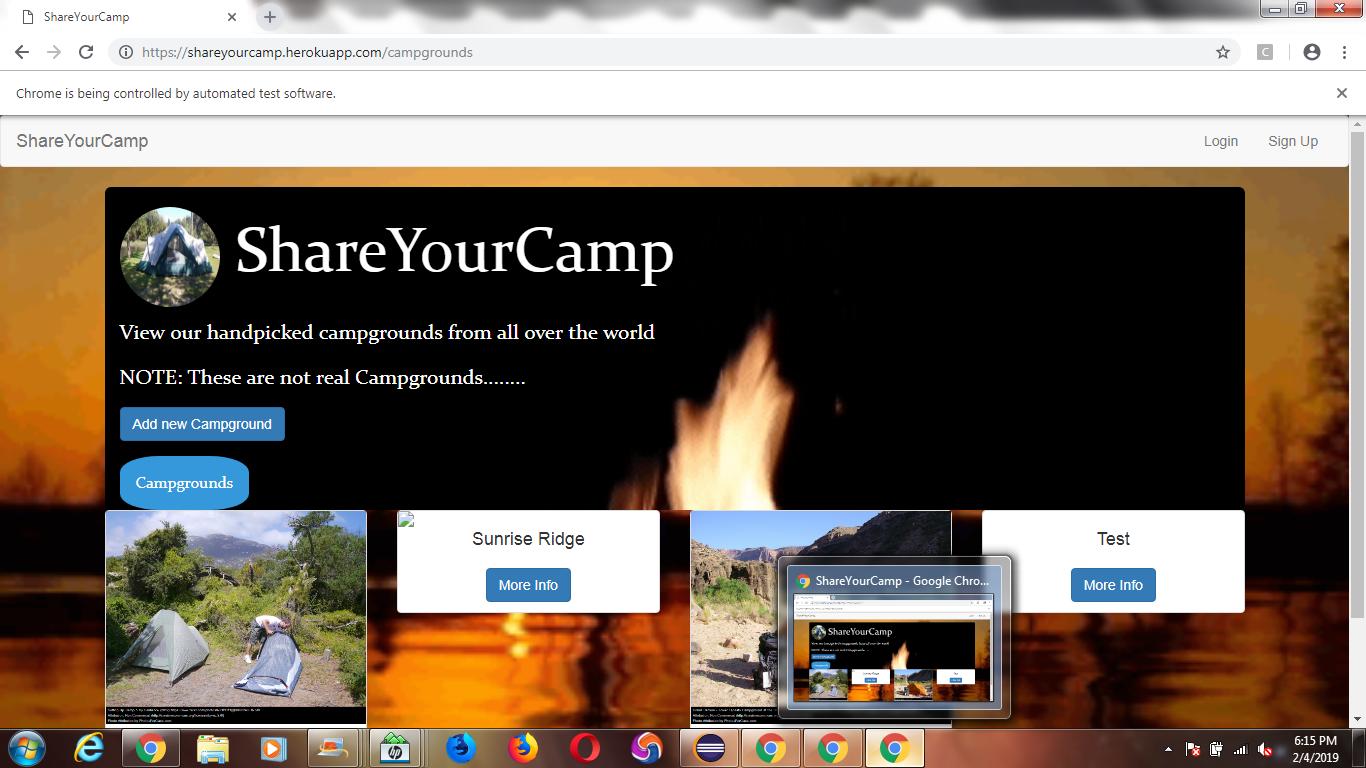 ShareYourCamp
https://shareyourcamp.herokuapp.com/campgrounds
C
Chrome is being controlled by automated test software.
ShareYourCamp
Login
Sign Up
ShareYourCamp
View our handpicked campgrounds from all over the world
NOTE: These are not real Campgrounds........
Add new Campground
Campgrounds
Sunrise Ridge
More Info
Test
More Info
ShareYourCamp - Google Chro...
ShareYourCamp
hp
6:15 PM
2/4/2019